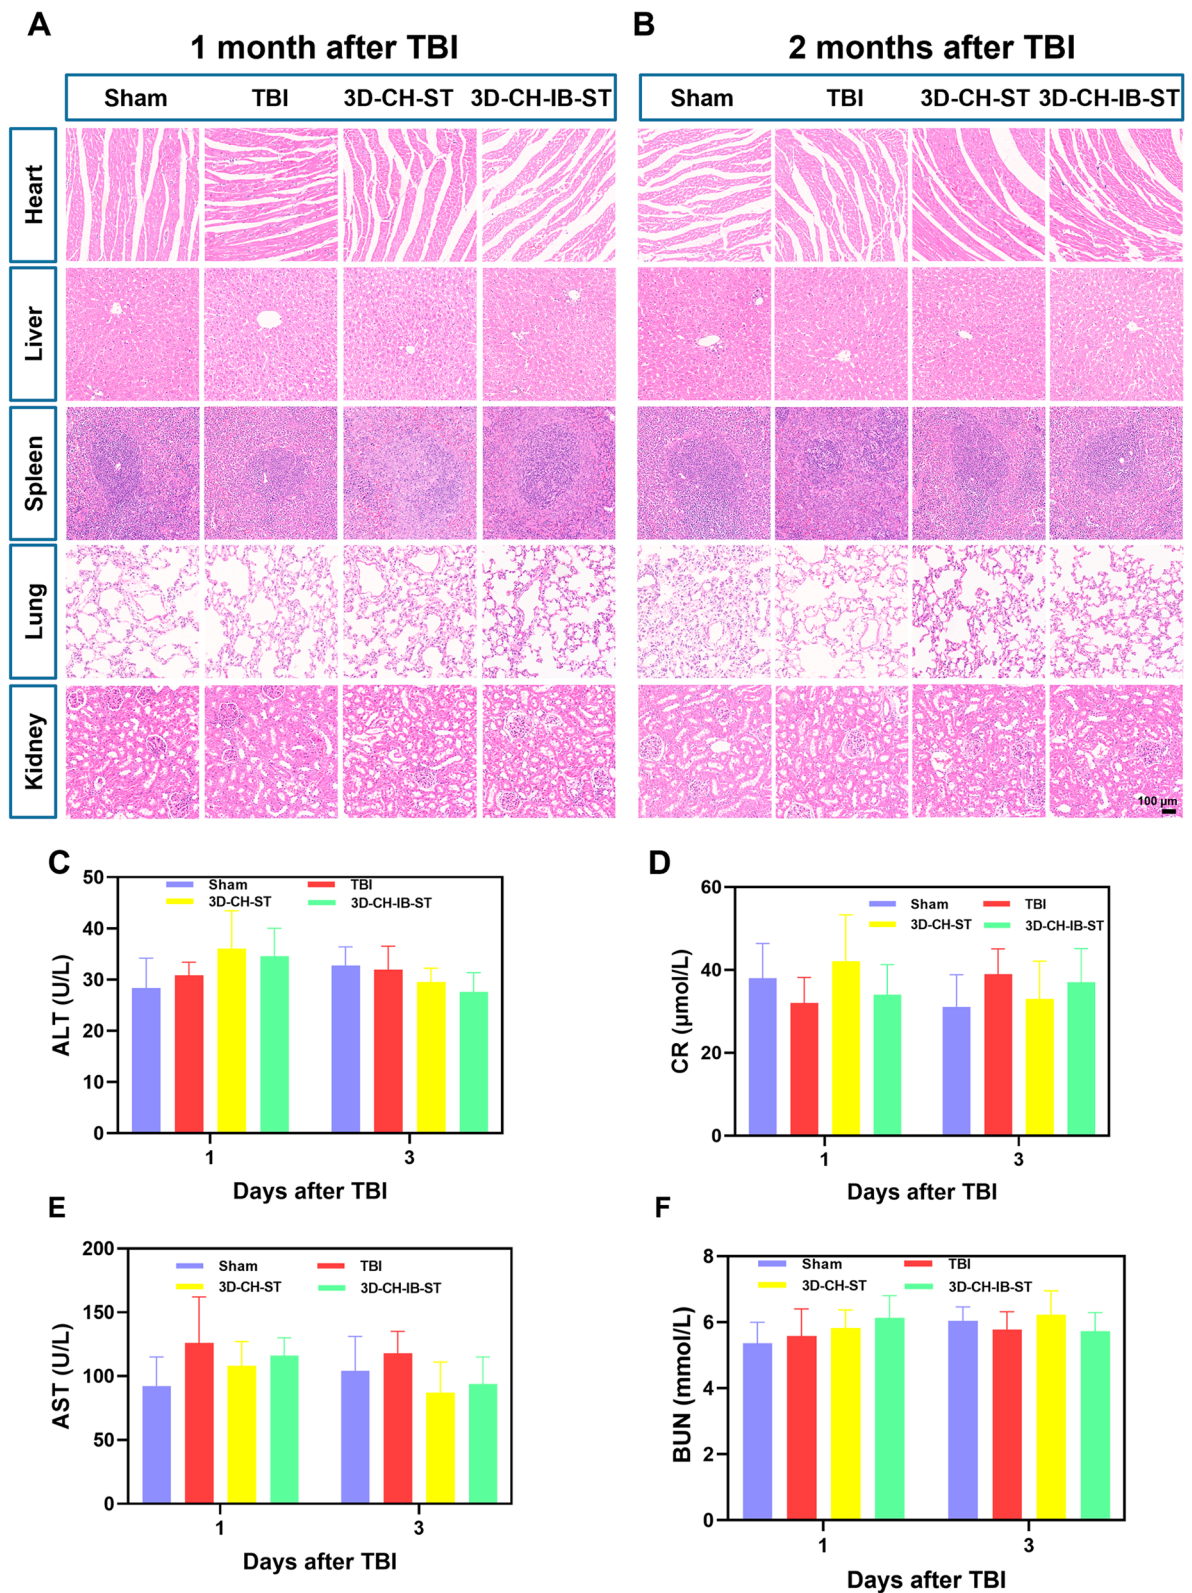 A
B
1 month after TBI
2 months after TBI
Sham TBI 3D-CH-ST 3D-CH-IB-ST
Sham TBI 3D-CH-ST 3D-CH-IB-ST
Heart
Liver
Spleen
Lung
Kidney
100 μm
C
ALT (U/L)
50
40
30
20
10
0
Sham TBI
3D-CH-ST 3D-CH-IB-ST
1 3
Days after TBI
D
CR (μmol/L)
60
40
20
0
Sham TBI
3D-CH-ST 3D-CH-IB-ST
1 3
Days after TBI
E
AST (U/L)
200
150
100
50
0
Sham TBI
3D-CH-ST 3D-CH-IB-ST
1 3
Days after TBI
F
BUN (mmol/L)
8
6
4
2
0
Sham TBI
3D-CH-ST 3D-CH-IB-ST
1 3
Days after TBI